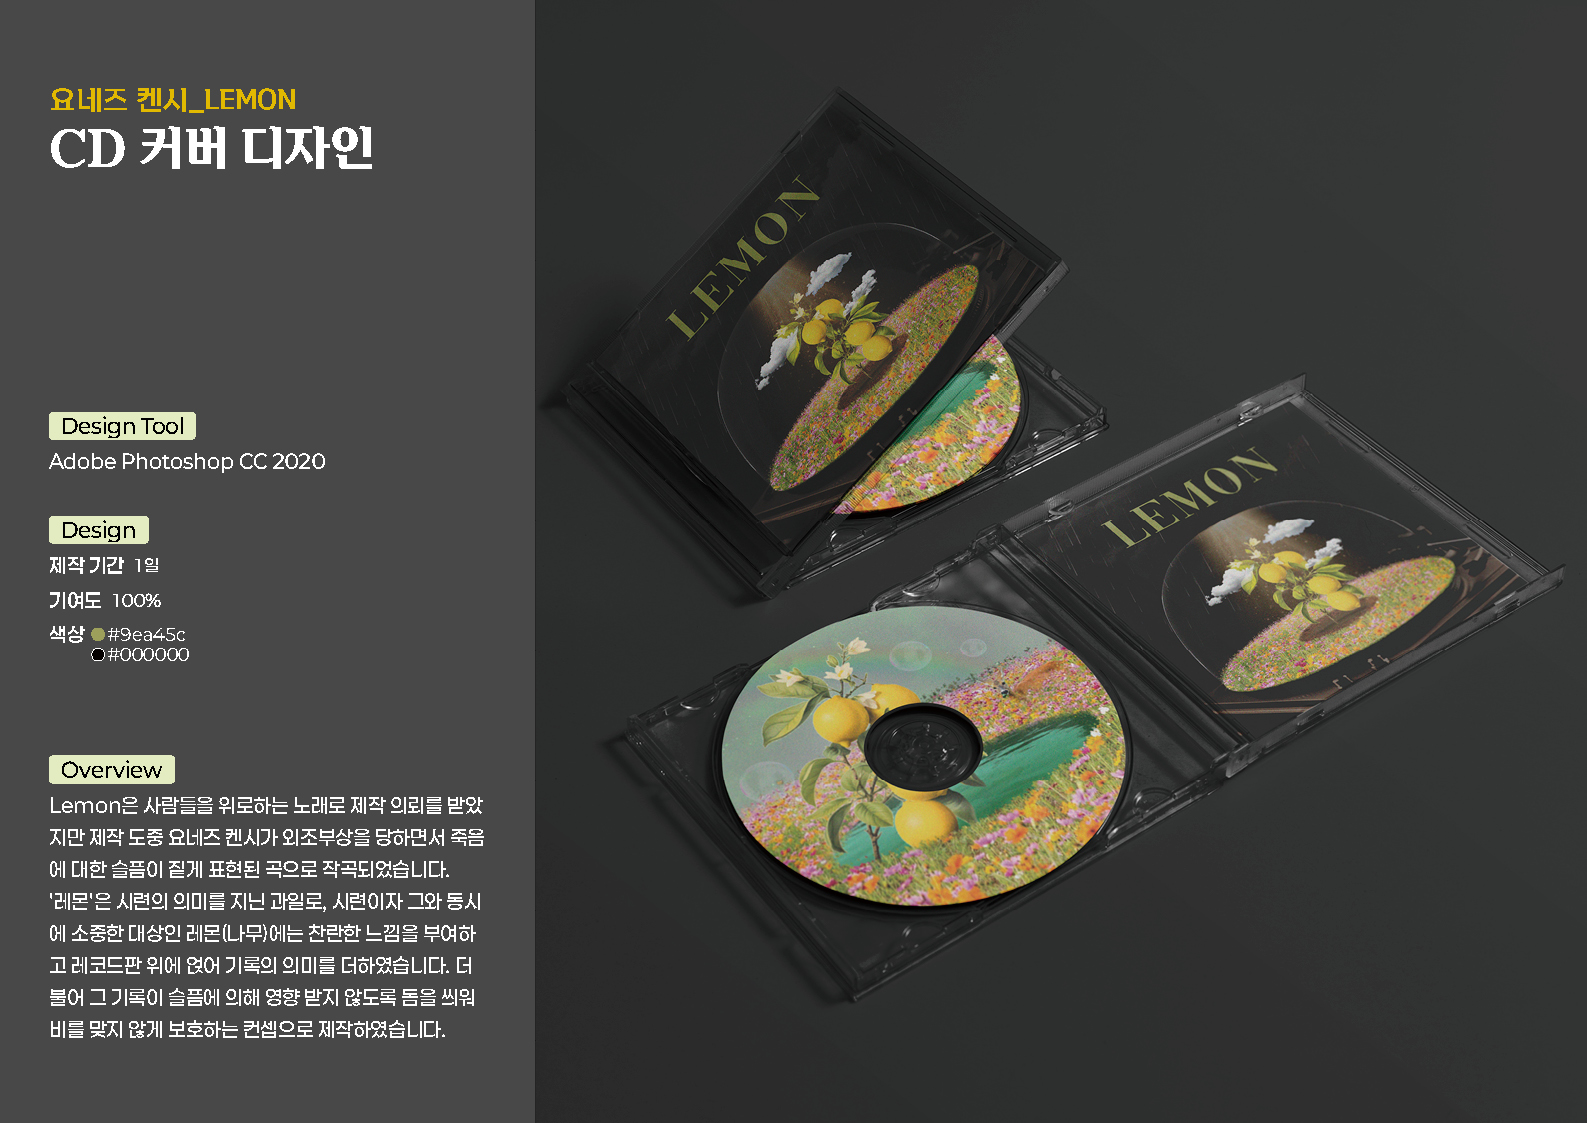 요네즈 켄시_LEMON
CD 커버 디자인
Design Tool
Adobe Photoshop CC 2020
Design
제작 기간 1일
기여도 100%
색상 #9ea45c
#000000
Overview
Lemon은 사람들을 위로하는 노래로 제작 의뢰를 받았
지만 제작 도중 요네즈 켄시가 외조부상을 당하면서 죽음
에 대한 슬픔이 짙게 표현된 곡으로 작곡되었습니다.
'레몬'은 시련의 의미를 지닌 과일로, 시련이자 그와 동시
에 소중한 대상인 레몬(나무)에는 찬란한 느낌을 부여하
고 레코드판 위에 얹어 기록의 의미를 더하였습니다. 더
불어 그 기록이 슬픔에 의해 영향 받지 않도록 돔을 씌워
비를 맞지 않게 보호하는 컨셉으로 제작하였습니다.
LEMON
LEMON